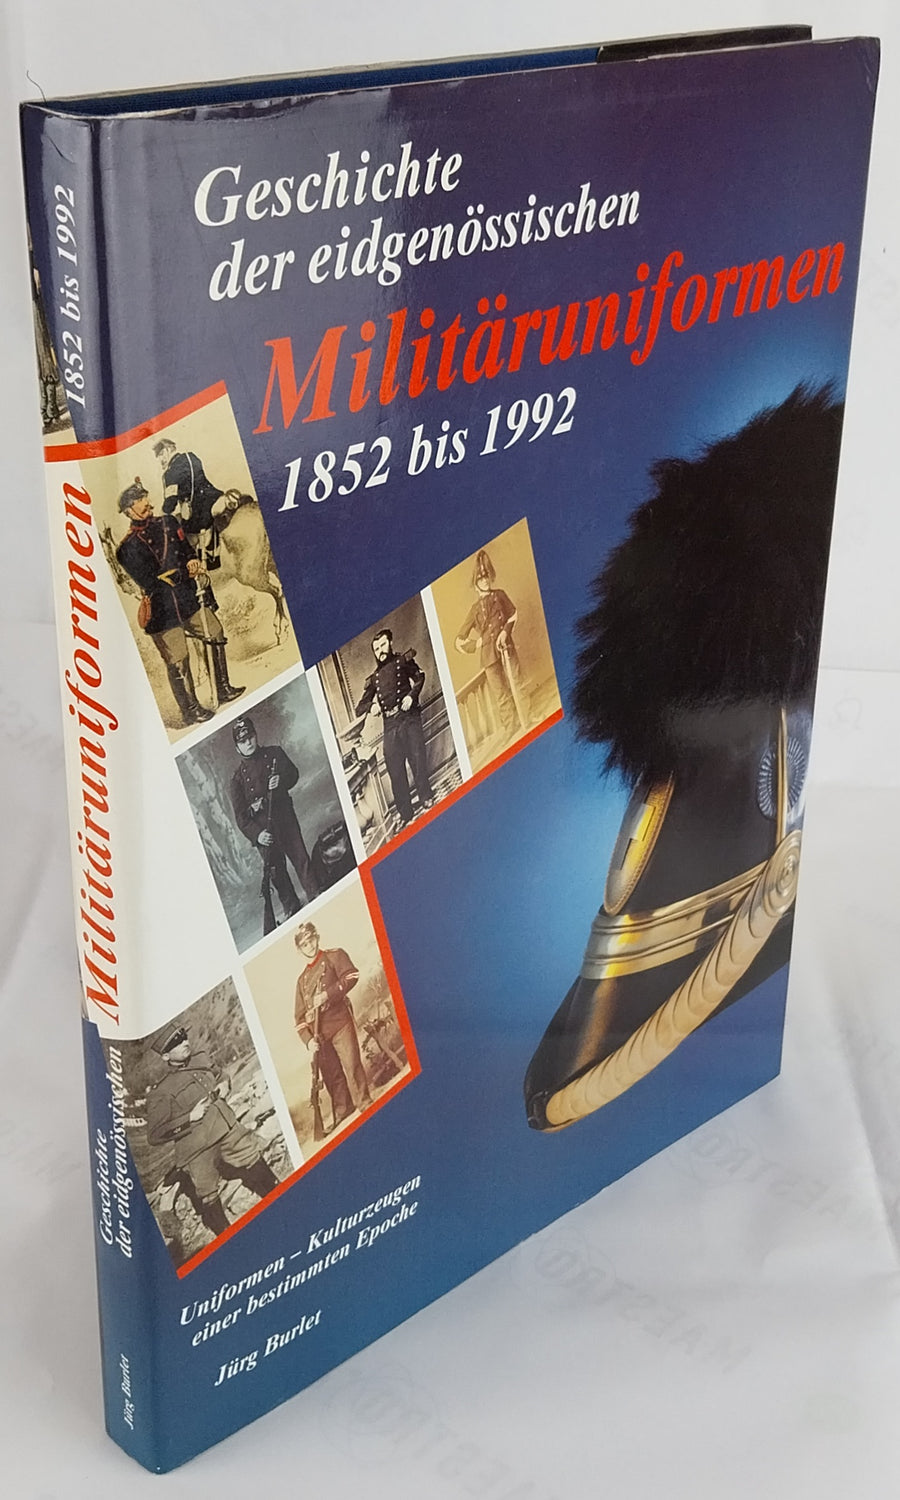 Geschichte
der eidgenössischen
Militäruniformen
1852 bis 1992
Uniformen – Kulturzeugen
einer bestimmten Epoche
Jürg Burlet
1852 bis 1992
Militäruniformen
Geschichte
der eidgenössischen
Jürg Burlet